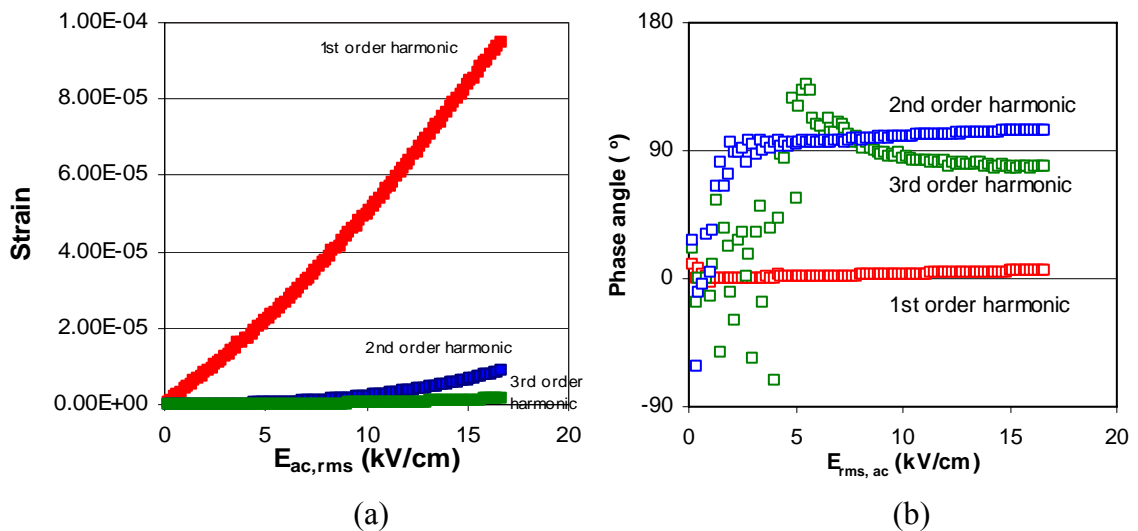 1.00E-04
8.00E-05
6.00E-05
4.00E-05
2.00E-05
0.00E+00
Strain
1st order harmonic
2nd order harmonic
3rd order
harmonic
0 5 10 15 20
E_ac,rms (kV/cm)
(a)
180
90
0
-90
Phase angle ( º)
2nd order harmonic
3rd order harmonic
1st order harmonic
0 5 10 15 20
E_rms, ac (kV/cm)
(b)